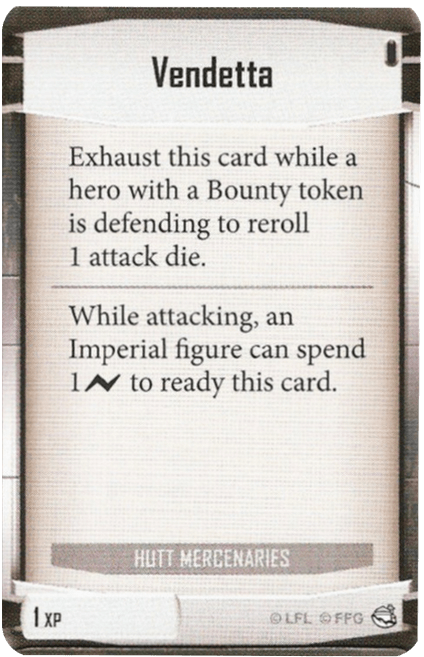 Vendetta
Exhaust this card while a
hero with a Bounty token
is defending to reroll
1 attack die.
While attacking, an
Imperial figure can spend
1 to ready this card.
HUTT MERCENARIES
1 XP
© LFL © FFG